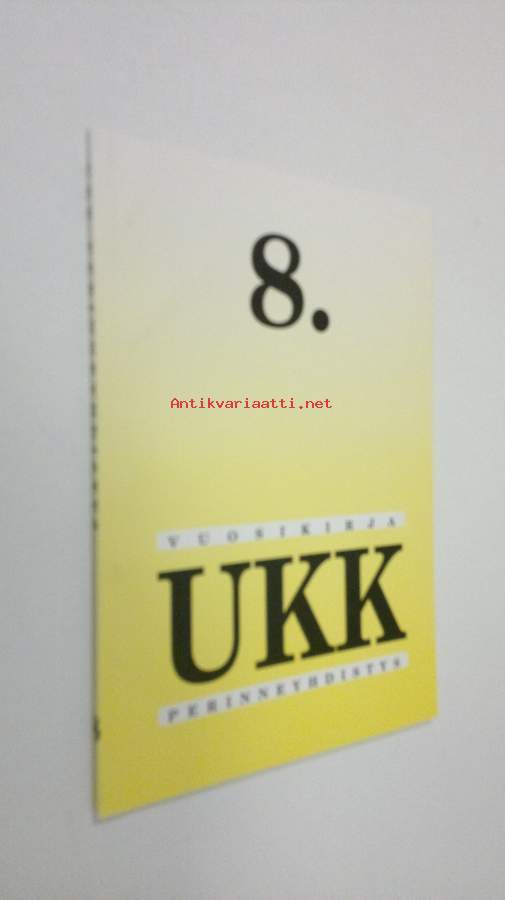 8.
Antikvariaatti.net
VUOSIKIRJA
UKK
PERINNEYHDISTYS